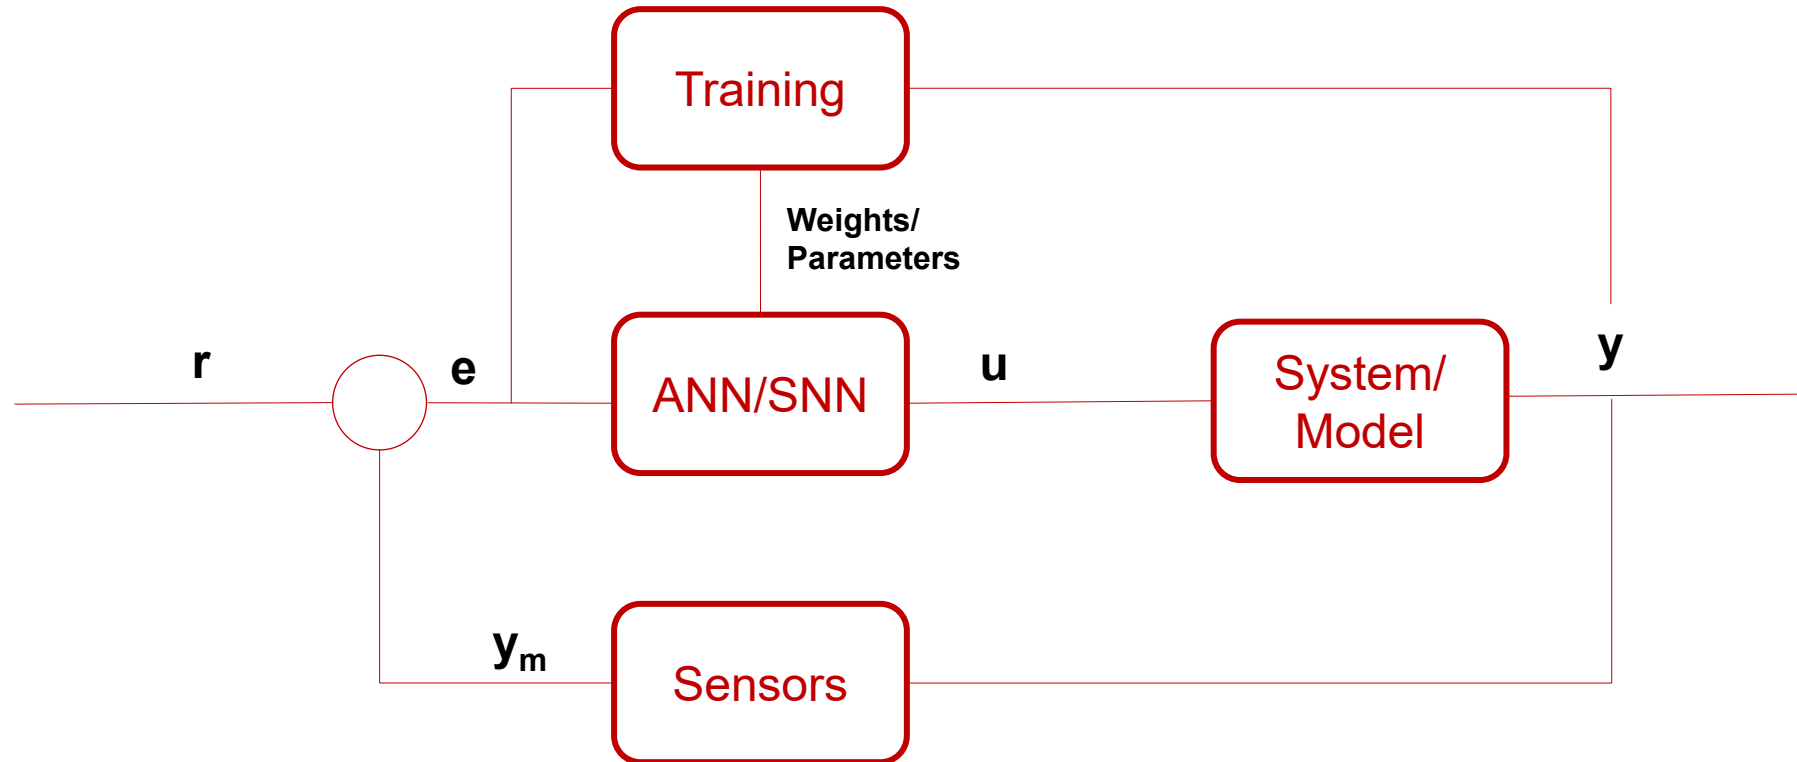 Training
Weights/
Parameters
r
e
ANN/SNN
u
System/
Model
y
ym
Sensors